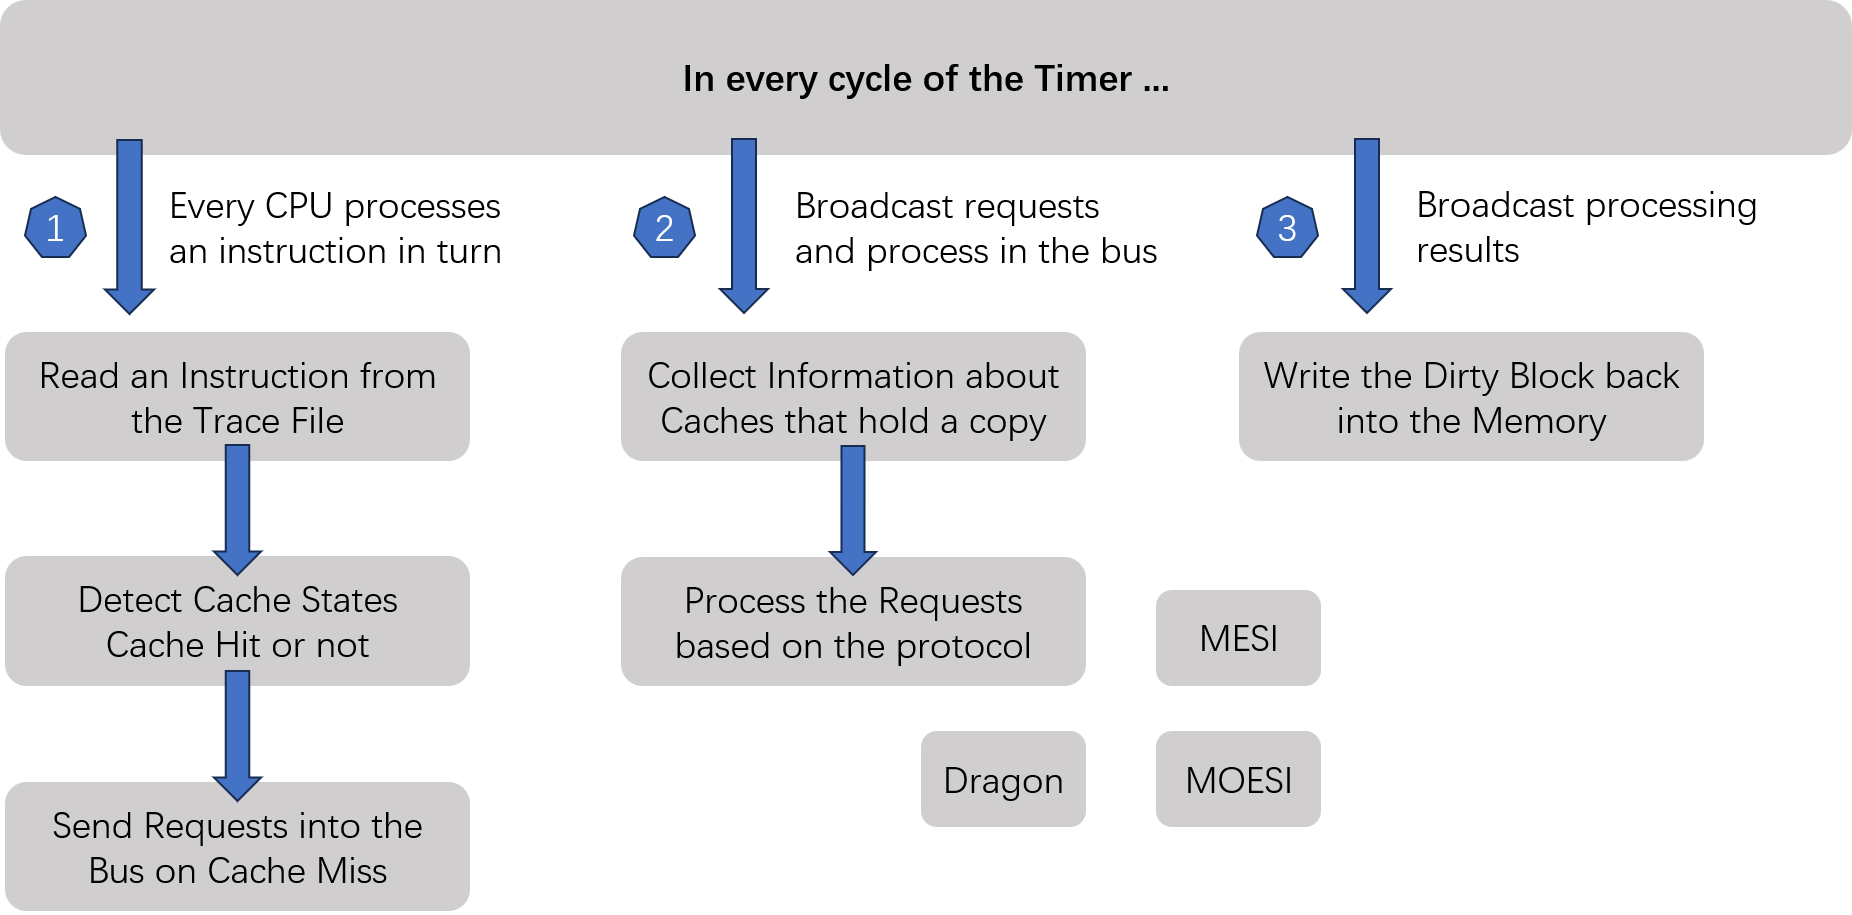 In every cycle of the Timer ...
1
Every CPU processes
an instruction in turn
Read an Instruction from
the Trace File
Detect Cache States
Cache Hit or not
Send Requests into the
Bus on Cache Miss
2
Broadcast requests
and process in the bus
Collect Information about
Caches that hold a copy
Process the Requests
based on the protocol
MESI
Dragon
MOESI
3
Broadcast processing
results
Write the Dirty Block back
into the Memory